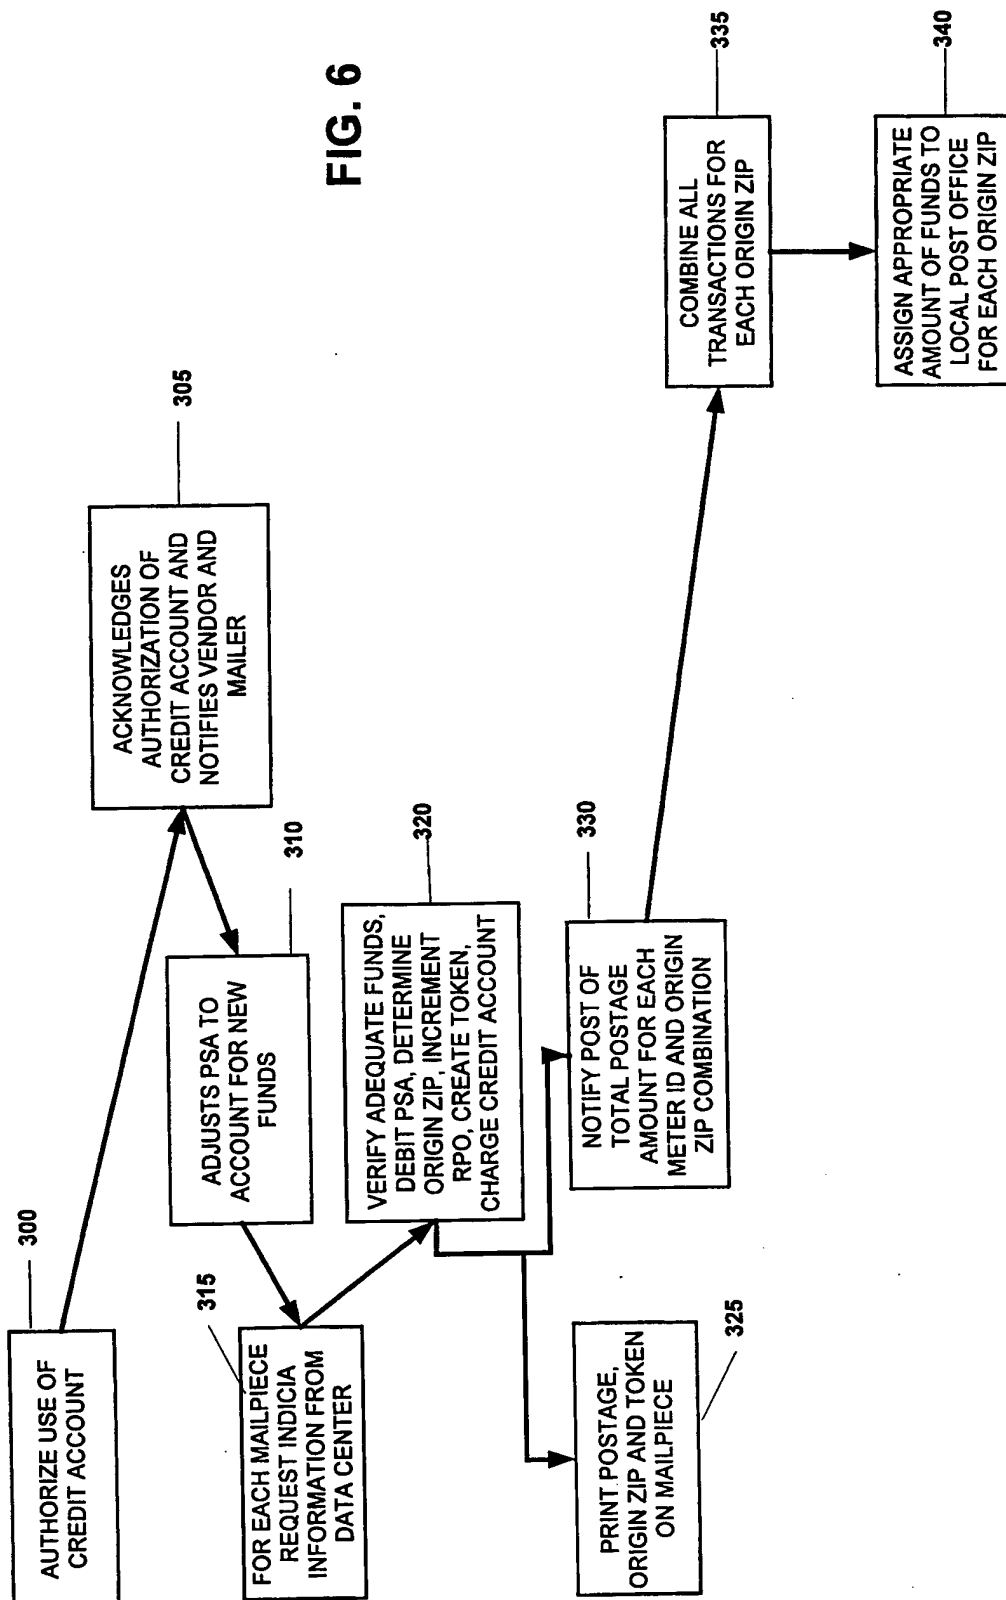 FIG. 6
300
AUTHORIZE USE OF
CREDIT ACCOUNT
305
ACKNOWLEDGES
AUTHORIZATION OF
CREDIT ACCOUNT AND
NOTIFIES VENDOR AND
MAILER
310
ADJUSTS PSA TO
ACCOUNT FOR NEW
FUNDS
315
FOR EACH MAILPIECE
REQUEST INDICIA
INFORMATION FROM
DATA CENTER
320
VERIFY ADEQUATE FUNDS,
DEBIT PSA, DETERMINE
ORIGIN ZIP, INCREMENT
RPO, CREATE TOKEN,
CHARGE CREDIT ACCOUNT
325
PRINT POSTAGE,
ORIGIN ZIP AND TOKEN
ON MAILPIECE
330
NOTIFY POST OF
TOTAL POSTAGE
AMOUNT FOR EACH
METER ID AND ORIGIN
ZIP COMBINATION
335
COMBINE ALL
TRANSACTIONS FOR
EACH ORIGIN ZIP
340
ASSIGN APPROPRIATE
AMOUNT OF FUNDS TO
LOCAL POST OFFICE
FOR EACH ORIGIN ZIP